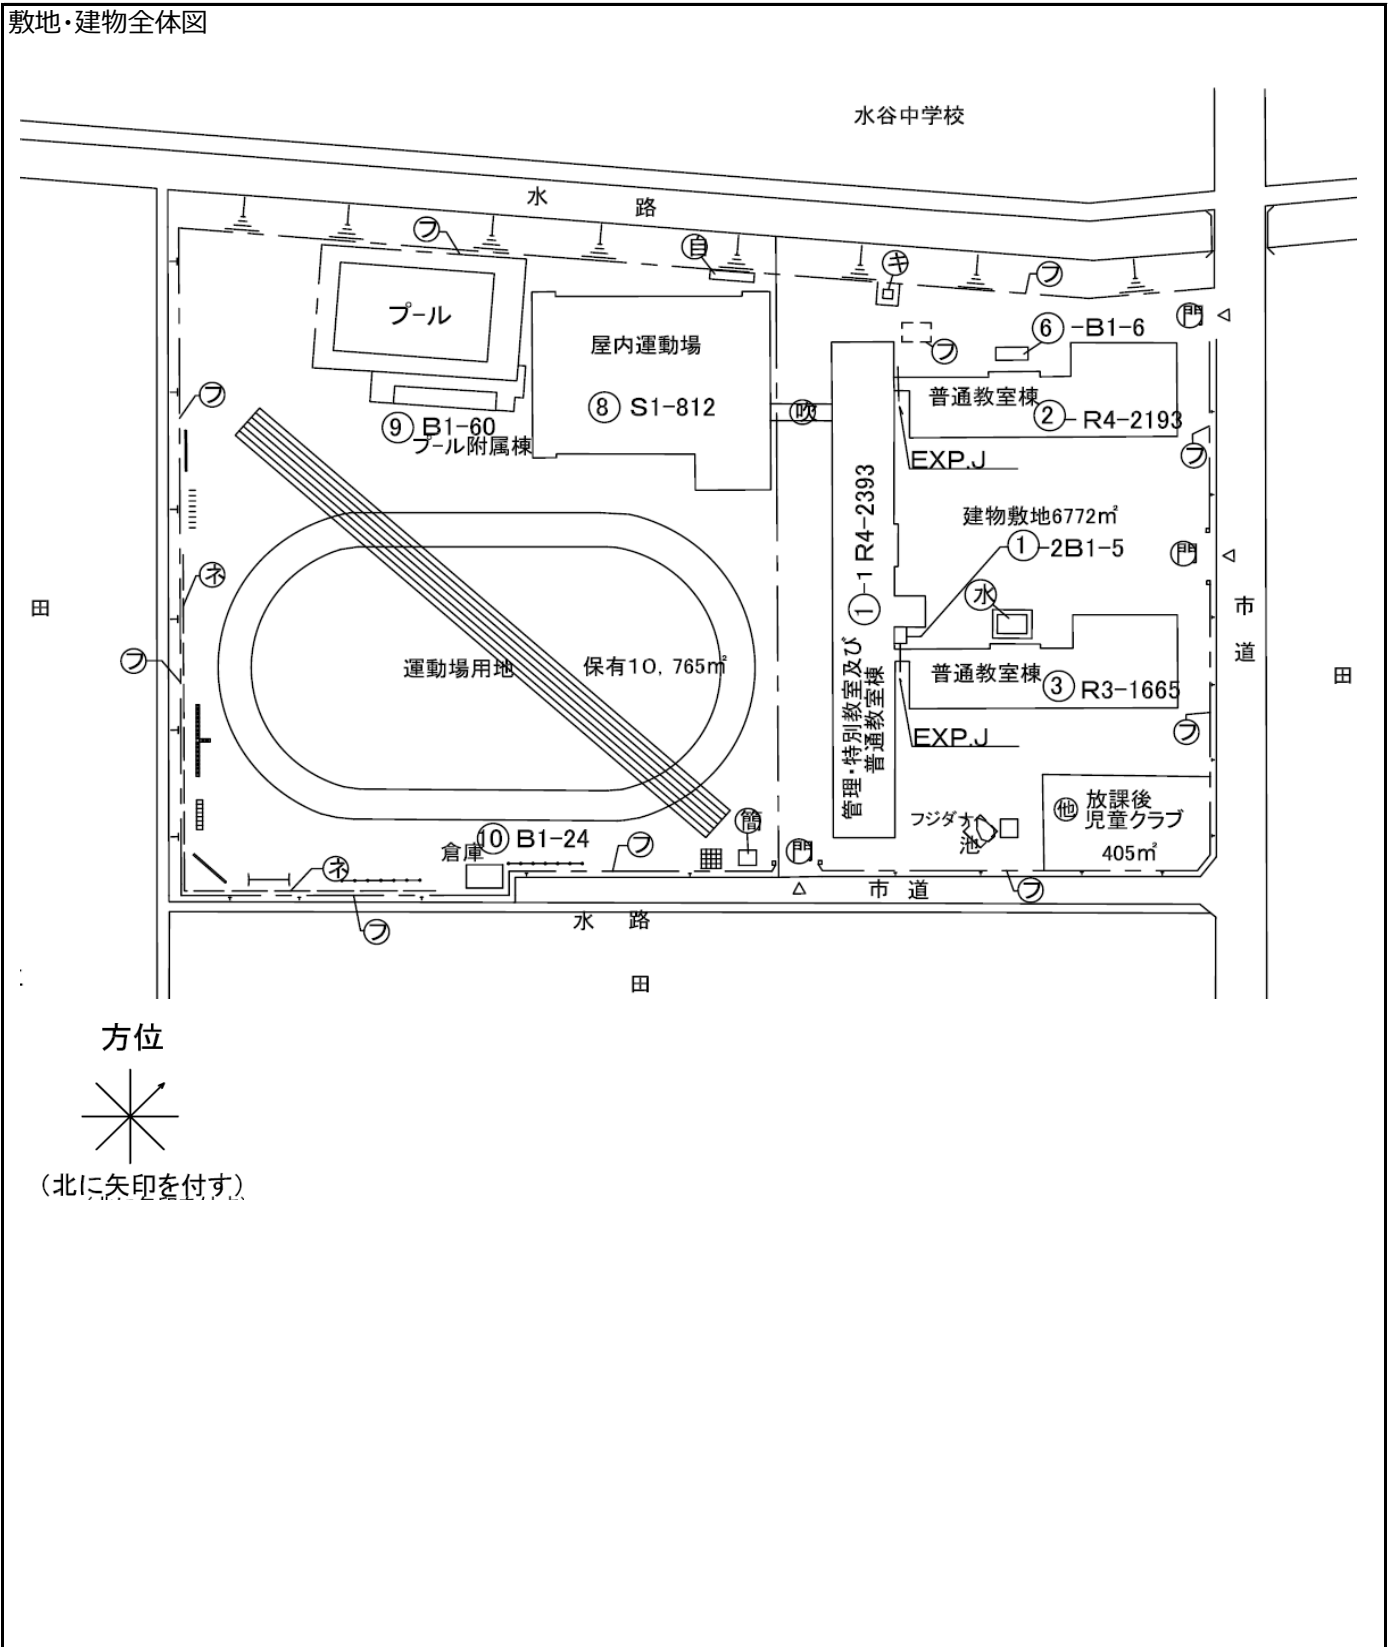 敷地・建物全体図
水谷中学校
水 路
フ
自
キ
フ
門
プール
屋内運動場
⑥-B1-6
フ
フ
普通教室棟
②-R4-2193
⑧ S1-812
吹
⑨ B1-60
プール附属棟
フ
EXP.J
①-1 R4-2393
管理・特別教室及び
普通教室棟
建物敷地6772㎡
①-2B1-5
門
ネ
水
田
市
道
フ
運動場用地
保有10,765㎡
普通教室棟
③R3-1665
田
フ
EXP.J
放課後
児童クラブ
他
405㎡
フジダナ
池
簡
⑩ B1-24
倉庫
フ
門
ネ
市 道
フ
フ
水 路
田
方位
(北に矢印を付す)